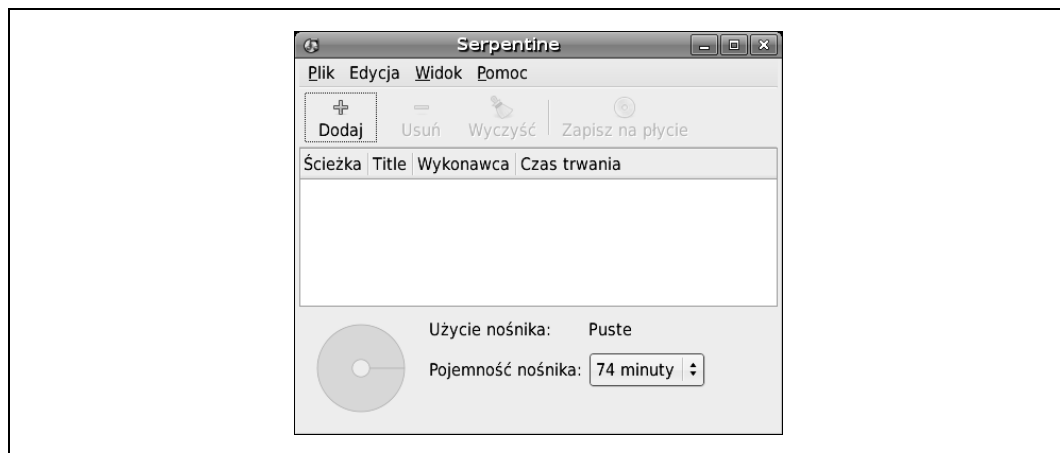 Serpentine
Plik Edycja Widok Pomoc
Dodaj Usuń Wyczyść Zapisz na płycie
Ścieżka Title Wykonawca Czas trwania
Użycie nośnika: Puste
Pojemność nośnika: 74 minuty